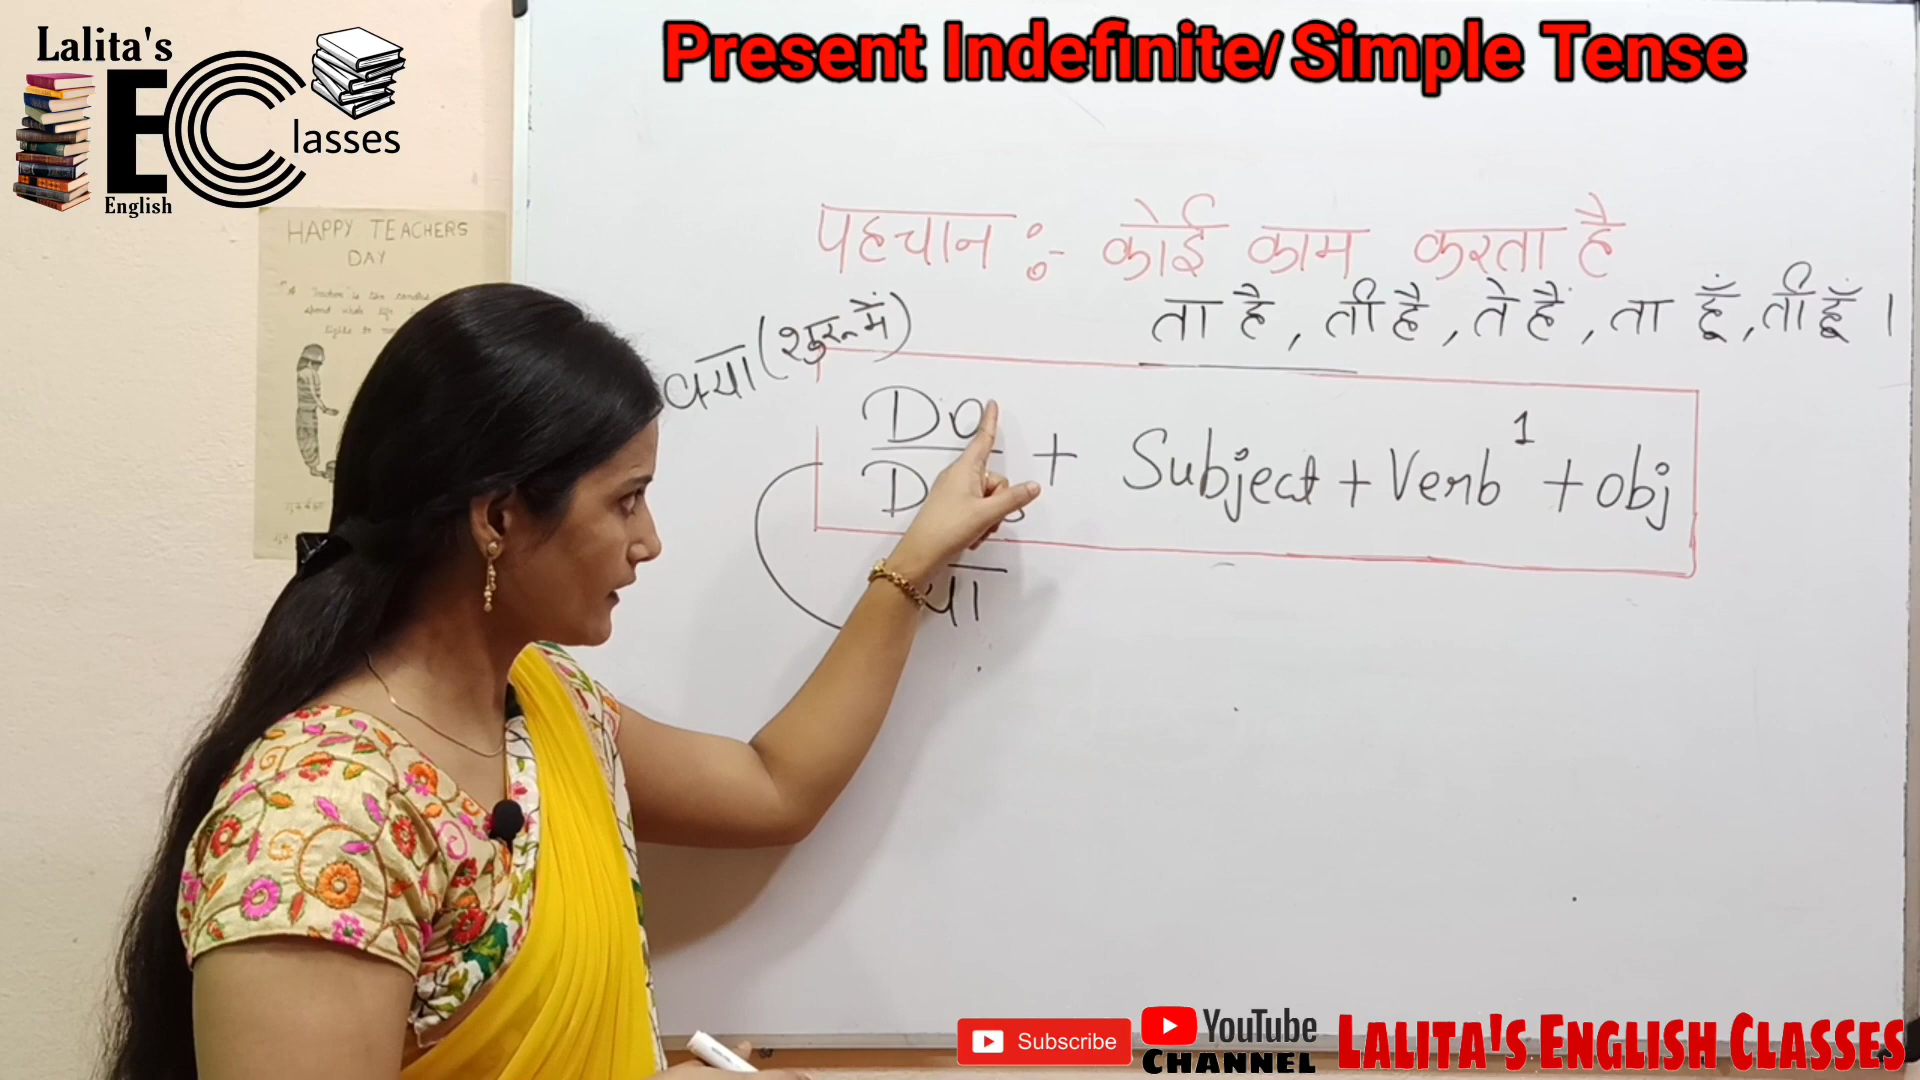 Lalita's
EC lasses
English
Present Indefinite/ Simple Tense
HAPPY TEACHERS
DAY
पहचान :- कोई काम करता है
ता है, ती है, ते हैं, ता हूँ, ती हूँ ।
क्या (शुरू में)
Do
+ Subject + Verb 1 + obj
Subscribe
YouTube
CHANNEL
LALITA'S ENGLISH CLASSES